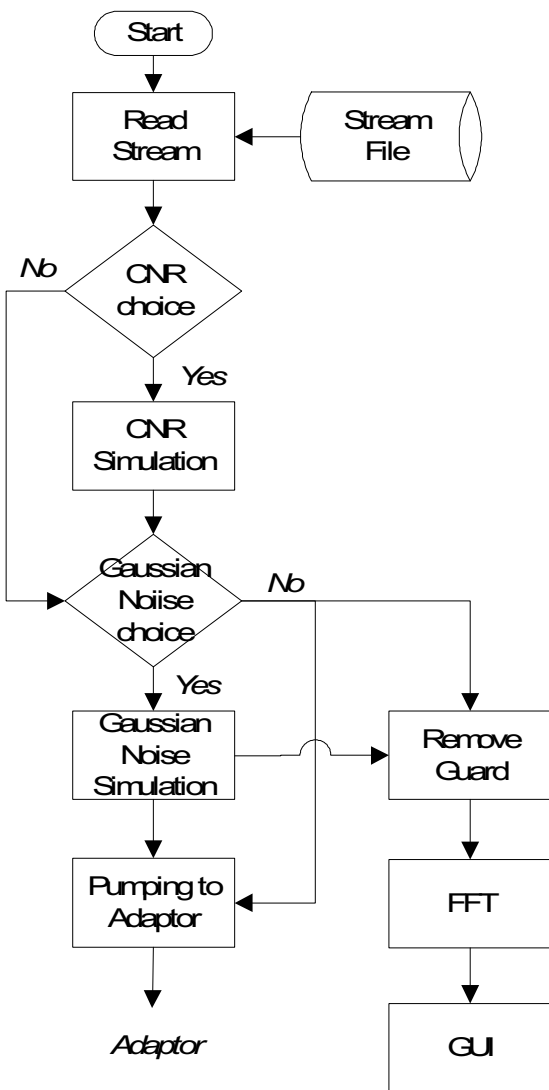 Start
Read
Stream
Stream
File
No
CNR
choice
Yes
CNR
Simulation
Gaussian
Noiise
choice
No
Yes
Gaussian
Noise
Simulation
Remove
Guard
Pumping to
Adaptor
FFT
Adaptor
GUI